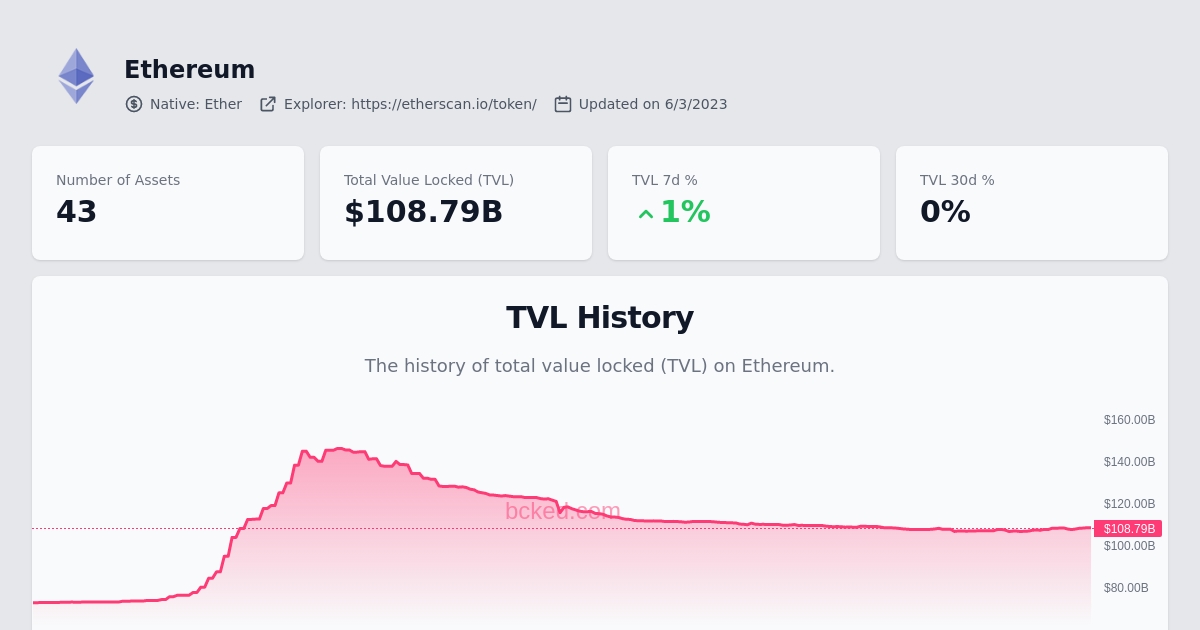 Ethereum
Native: Ether Explorer: https://etherscan.io/token/ Updated on 6/3/2023
Number of Assets
43
Total Value Locked (TVL)
$108.79B
TVL 7d %
1%
TVL 30d %
0%
TVL History
The history of total value locked (TVL) on Ethereum.
$160.00B
$140.00B
$120.00B
bcked.com
$108.79B
$100.00B
$80.00B